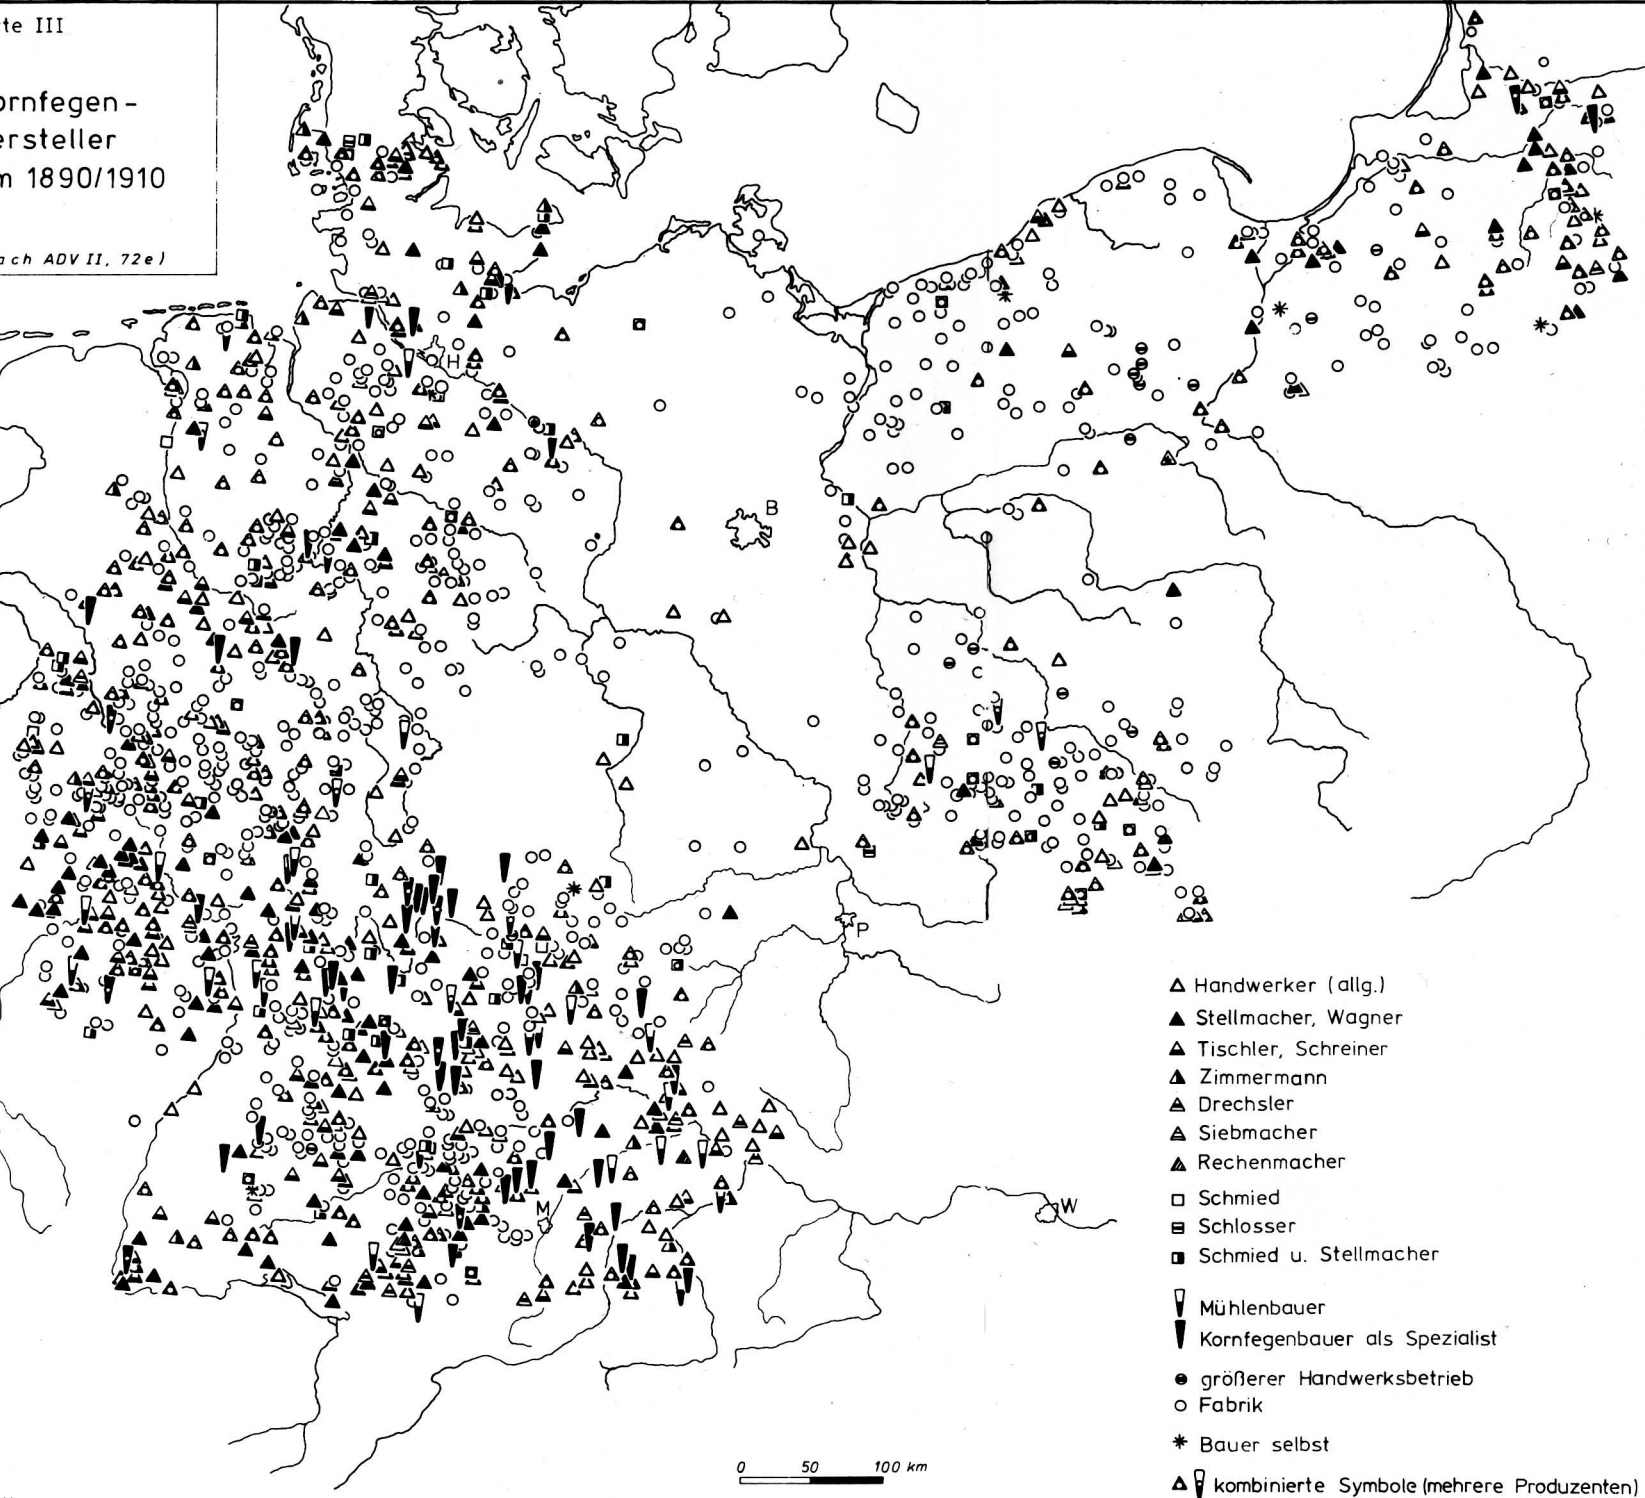 te III
ornfegen-
ersteller
m 1890/1910
ach ADV II, 72e)
H
B
P
M
W
Handwerker (allg.)
Stellmacher, Wagner
Tischler, Schreiner
Zimmermann
Drechsler
Siebmacher
Rechenmacher
Schmied
Schlosser
Schmied u. Stellmacher
Mühlenbauer
Kornfegenbauer als Spezialist
größerer Handwerksbetrieb
Fabrik
Bauer selbst
kombinierte Symbole (mehrere Produzenten)
0 50 100 km